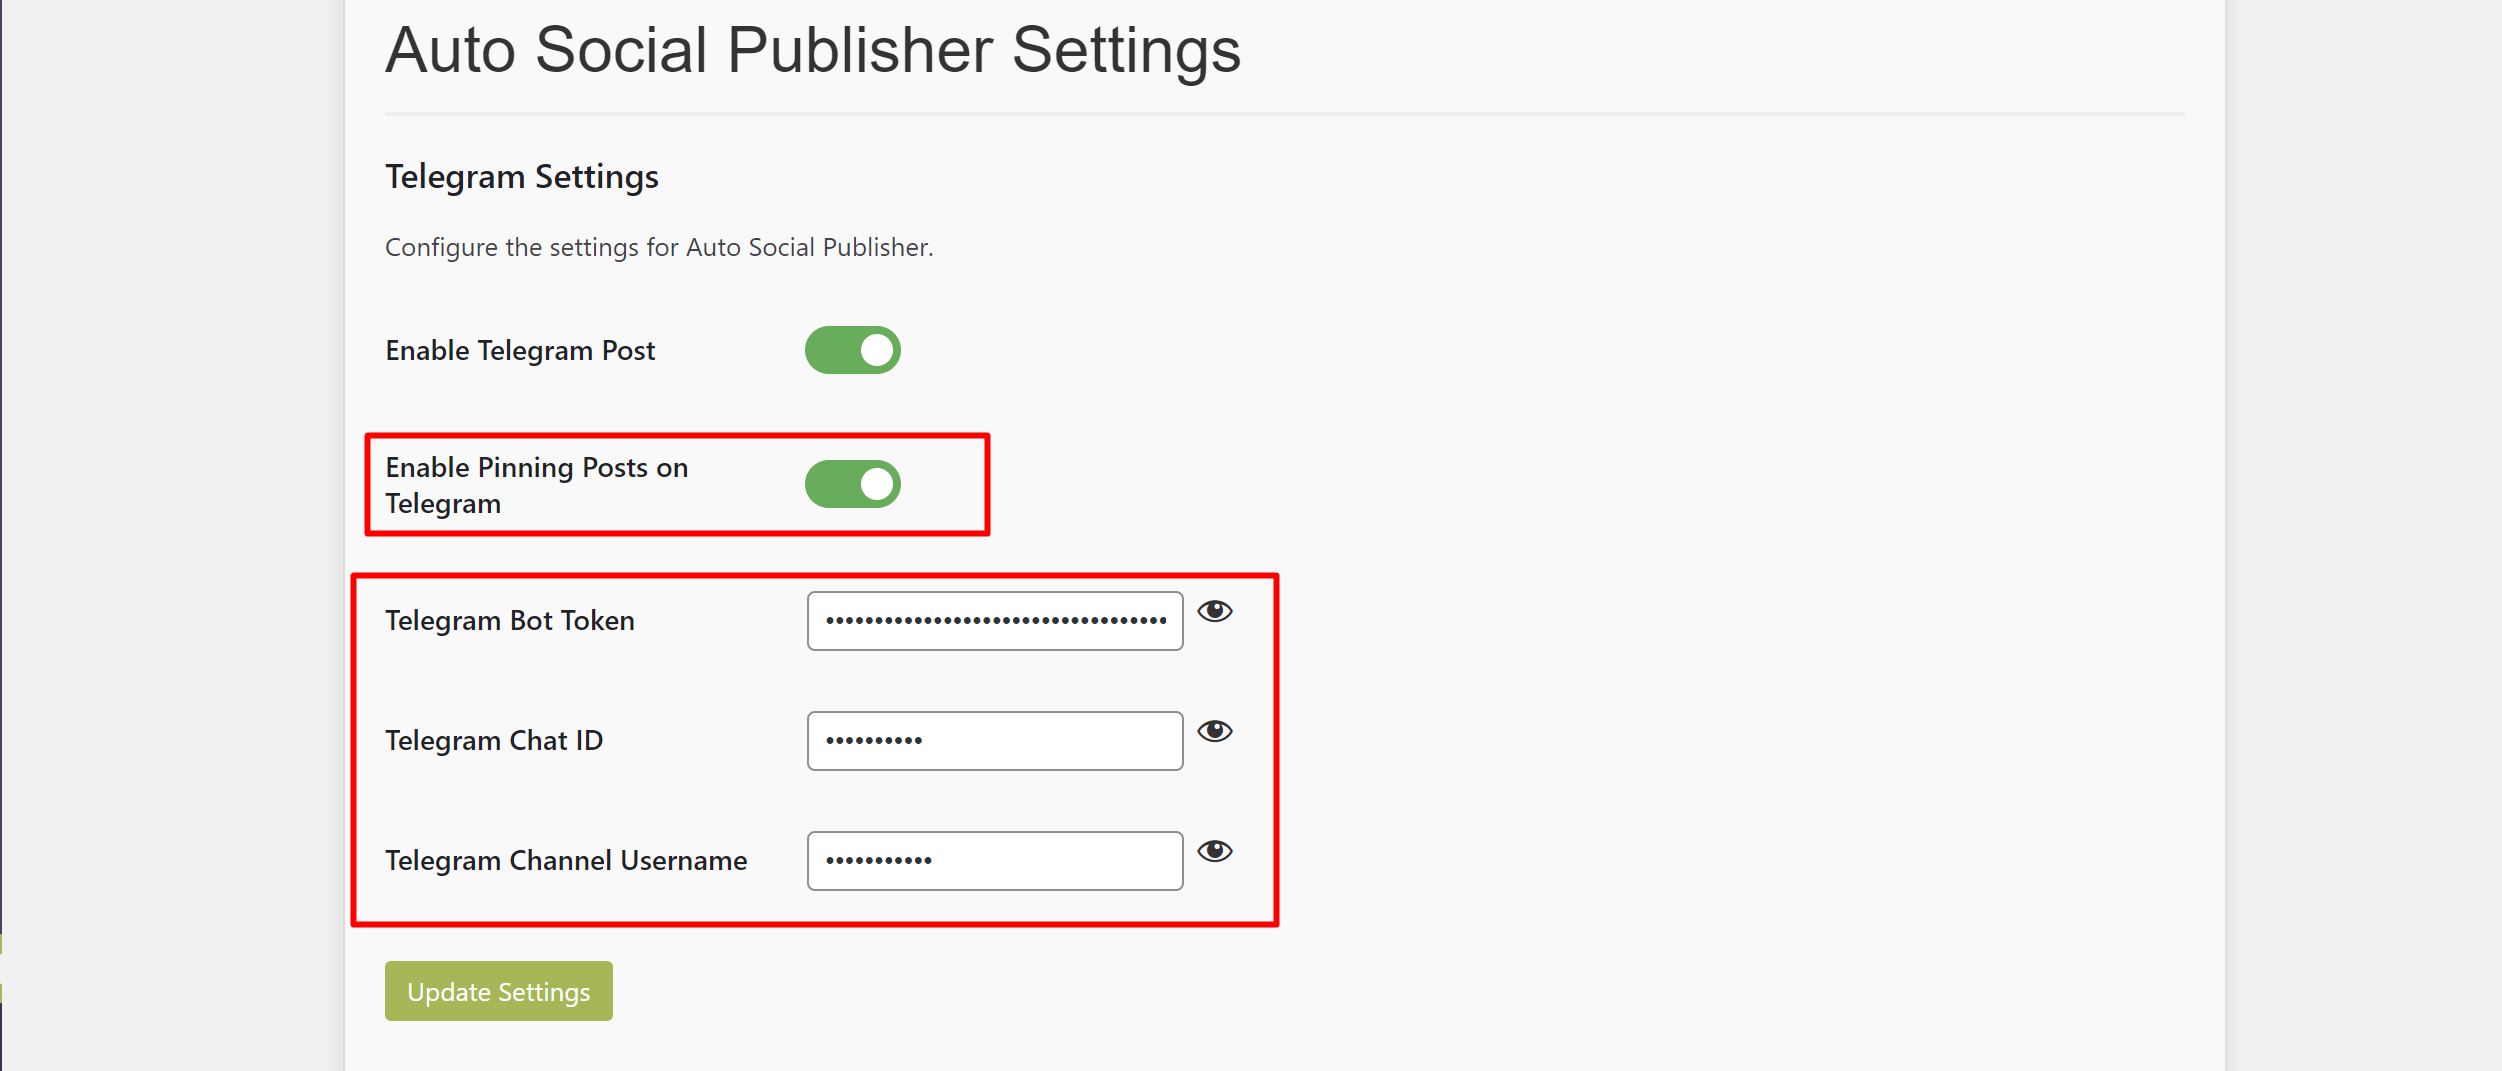 Auto Social Publisher Settings
Telegram Settings
Configure the settings for Auto Social Publisher.
Enable Telegram Post
Enable Pinning Posts on
Telegram
Telegram Bot Token
Telegram Chat ID
Telegram Channel Username
Update Settings